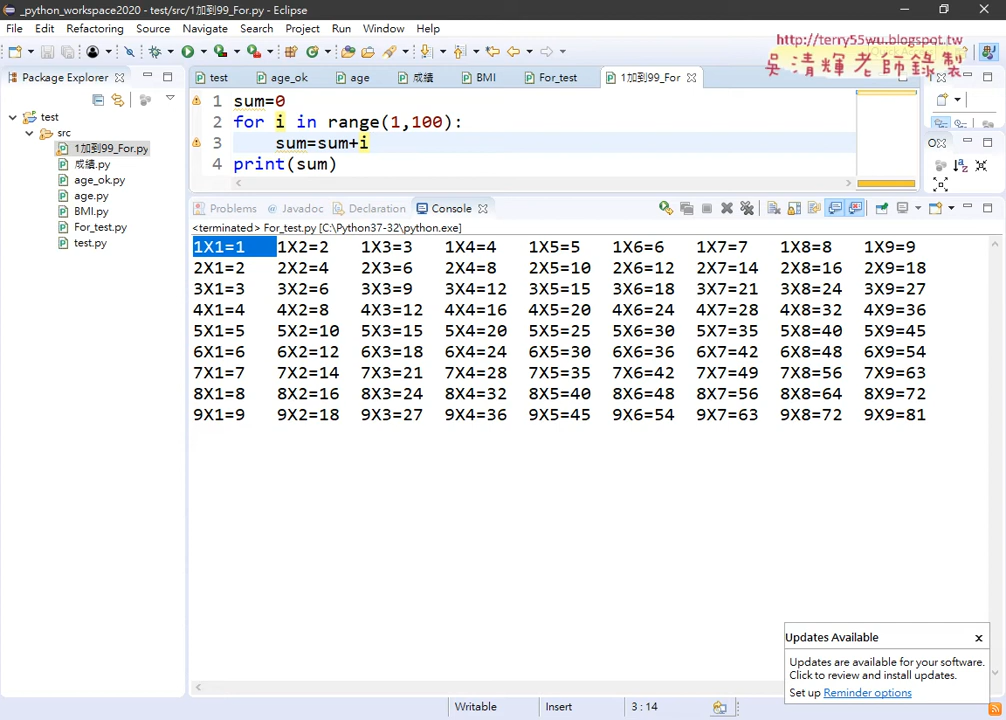 _python_workspace2020 - test/src/1加到99_For.py - Eclipse
File Edit Refactoring Source Navigate Search Project Run Window Help
http://terry55wu.blogspot.tw
吳清輝老師錄製
Package Explorer
test age_ok age 成績 BMI For_test 1加到99_For
test
src
1加到99_For.py
成績.py
age_ok.py
age.py
BMI.py
For_test.py
test.py
1 sum=0
2 for i in range(1,100):
3 sum=sum+i
4 print(sum)
Problems @ Javadoc Declaration Console
<terminated> For_test.py [C:\Python37-32\python.exe]
1X1=1 1X2=2 1X3=3 1X4=4 1X5=5 1X6=6 1X7=7 1X8=8 1X9=9
2X1=2 2X2=4 2X3=6 2X4=8 2X5=10 2X6=12 2X7=14 2X8=16 2X9=18
3X1=3 3X2=6 3X3=9 3X4=12 3X5=15 3X6=18 3X7=21 3X8=24 3X9=27
4X1=4 4X2=8 4X3=12 4X4=16 4X5=20 4X6=24 4X7=28 4X8=32 4X9=36
5X1=5 5X2=10 5X3=15 5X4=20 5X5=25 5X6=30 5X7=35 5X8=40 5X9=45
6X1=6 6X2=12 6X3=18 6X4=24 6X5=30 6X6=36 6X7=42 6X8=48 6X9=54
7X1=7 7X2=14 7X3=21 7X4=28 7X5=35 7X6=42 7X7=49 7X8=56 7X9=63
8X1=8 8X2=16 8X3=24 8X4=32 8X5=40 8X6=48 8X7=56 8X8=64 8X9=72
9X1=9 9X2=18 9X3=27 9X4=36 9X5=45 9X6=54 9X7=63 9X8=72 9X9=81
Updates Available
Updates are available for your software.
Click to review and install updates.
Set up Reminder options
Writable Insert 3 : 14